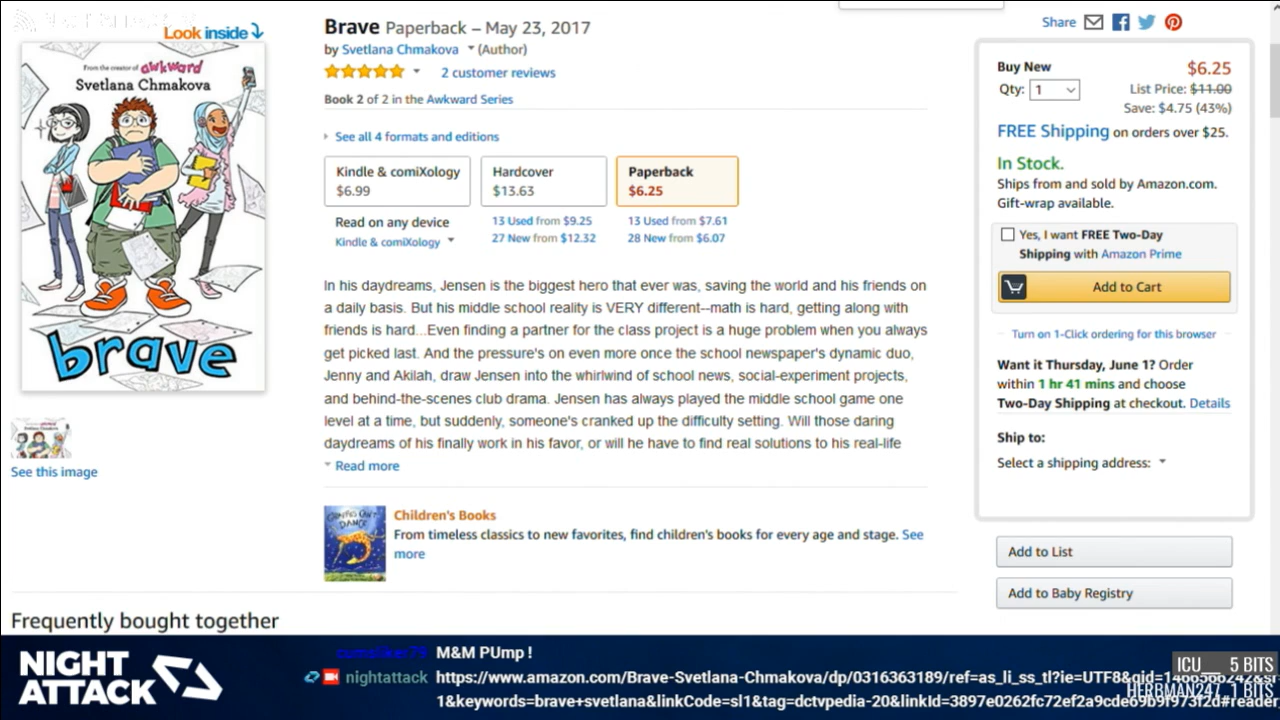 Look inside
From the creator of awkward
Svetlana Chmakova
brave
See this image
Brave Paperback – May 23, 2017
by Svetlana Chmakova (Author)
2 customer reviews
Book 2 of 2 in the Awkward Series
See all 4 formats and editions
Kindle & comiXology
$6.99
Hardcover
$13.63
Paperback
$6.25
Read on any device
Kindle & comiXology
13 Used from $9.25
27 New from $12.32
13 Used from $7.61
28 New from $6.07
In his daydreams, Jensen is the biggest hero that ever was, saving the world and his friends on
a daily basis. But his middle school reality is VERY different--math is hard, getting along with
friends is hard...Even finding a partner for the class project is a huge problem when you always
get picked last. And the pressure's on even more once the school newspaper's dynamic duo,
Jenny and Akilah, draw Jensen into the whirlwind of school news, social-experiment projects,
and behind-the-scenes club drama. Jensen has always played the middle school game one
level at a time, but suddenly, someone's cranked up the difficulty setting. Will those daring
daydreams of his finally work in his favor, or will he have to find real solutions to his real-life
Read more
Children's Books
From timeless classics to new favorites, find children's books for every age and stage. See
more
Share
Buy New $6.25
Qty: 1 List Price: $11.00
Save: $4.75 (43%)
FREE Shipping on orders over $25.
In Stock.
Ships from and sold by Amazon.com.
Gift-wrap available.
Yes, I want FREE Two-Day
Shipping with Amazon Prime
Add to Cart
Turn on 1-Click ordering for this browser
Want it Thursday, June 1? Order
within 1 hr 41 mins and choose
Two-Day Shipping at checkout. Details
Ship to:
Select a shipping address:
Add to List
Add to Baby Registry
Frequently bought together
NIGHT
ATTACK
M&M PUmp !
nightattack https://www.amazon.com/Brave-Svetlana-Chmakova/dp/0316363189/ref=as_li_ss_tl?ie=UTF8&qid=
1&keywords=brave+svetlana&linkCode=sl1&tag=dctvpedia-20&linkId=
ICU___ 5 BITS
HERBMAN247 1 BITS